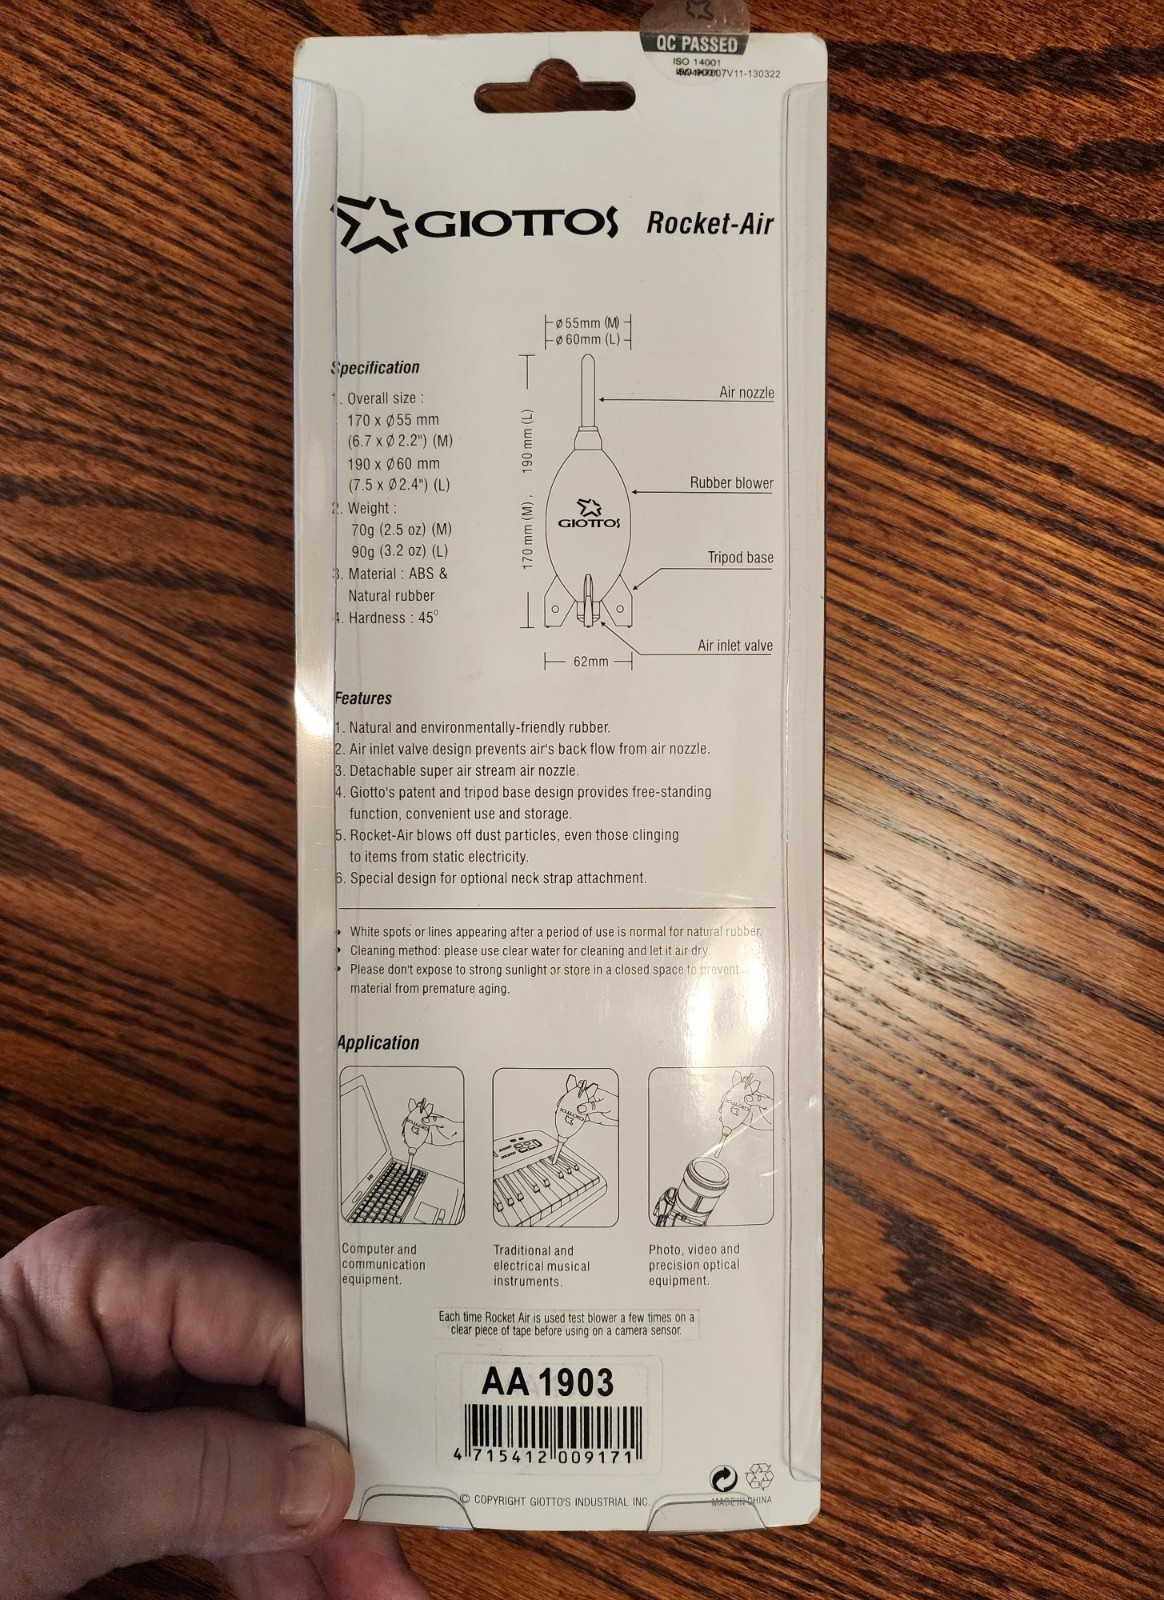 QC PASSED
ISO 14001
07V11-130322
GIOTTOS Rocket-Air
ø55mm (M)
ø60mm (L)
Specification
1. Overall size :
170 x Ø55 mm
(6.7 x Ø 2.2") (M)
190 x Ø60 mm
(7.5 x Ø2.4") (L)
2. Weight :
70g (2.5 oz) (M)
90g (3.2 oz) (L)
3. Material : ABS &
Natural rubber
4. Hardness : 45°
170 mm (M) , 190 mm (L)
Air nozzle
Rubber blower
GIOTTOS
Tripod base
Air inlet valve
62mm
Features
1. Natural and environmentally-friendly rubber.
2. Air inlet valve design prevents air's back flow from air nozzle.
3. Detachable super air stream air nozzle.
4. Giotto's patent and tripod base design provides free-standing
function, convenient use and storage.
5. Rocket-Air blows off dust particles, even those clinging
to items from static electricity.
6. Special design for optional neck strap attachment.
• White spots or lines appearing after a period of use is normal for natural rubber.
• Cleaning method: please use clear water for cleaning and let it air dry.
• Please don't expose to strong sunlight or store in a closed space to prevent
material from premature aging.
Application
Computer and
communication
equipment.
Traditional and
electrical musical
instruments.
Photo, video and
precision optical
equipment.
Each time Rocket Air is used test blower a few times on a
clear piece of tape before using on a camera sensor.
AA 1903
4 715412 009171
© COPYRIGHT GIOTTO'S INDUSTRIAL INC.
MADE IN CHINA